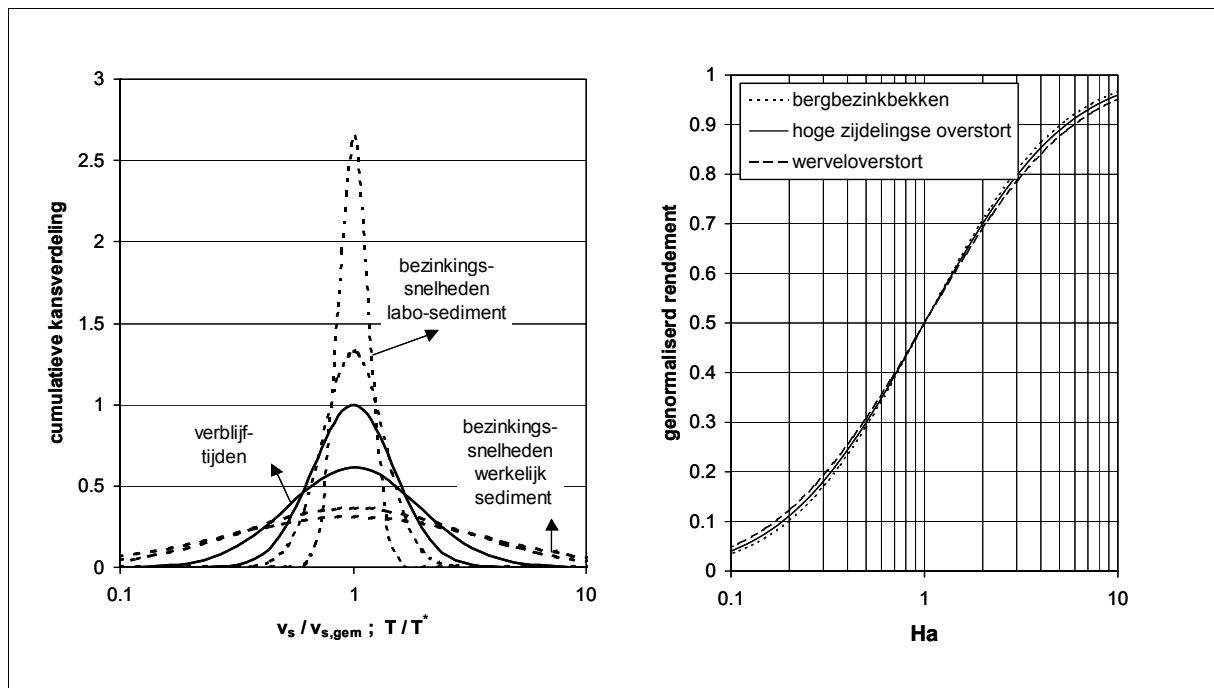 cumulatieve kansverdeling
3
2.5
2
1.5
1
0.5
0
0.1
1
10
bezinkings-
snelheden
labo-sediment
verblijf-
tijden
bezinkings-
snelheden
werkelijk
sediment
v_s / v_s,gem ; T / T*
genormaliseerd rendement
1
0.9
0.8
0.7
0.6
0.5
0.4
0.3
0.2
0.1
0
0.1
1
10
bergbezinkbekken
hoge zijdelingse overstort
werveloverstort
Ha